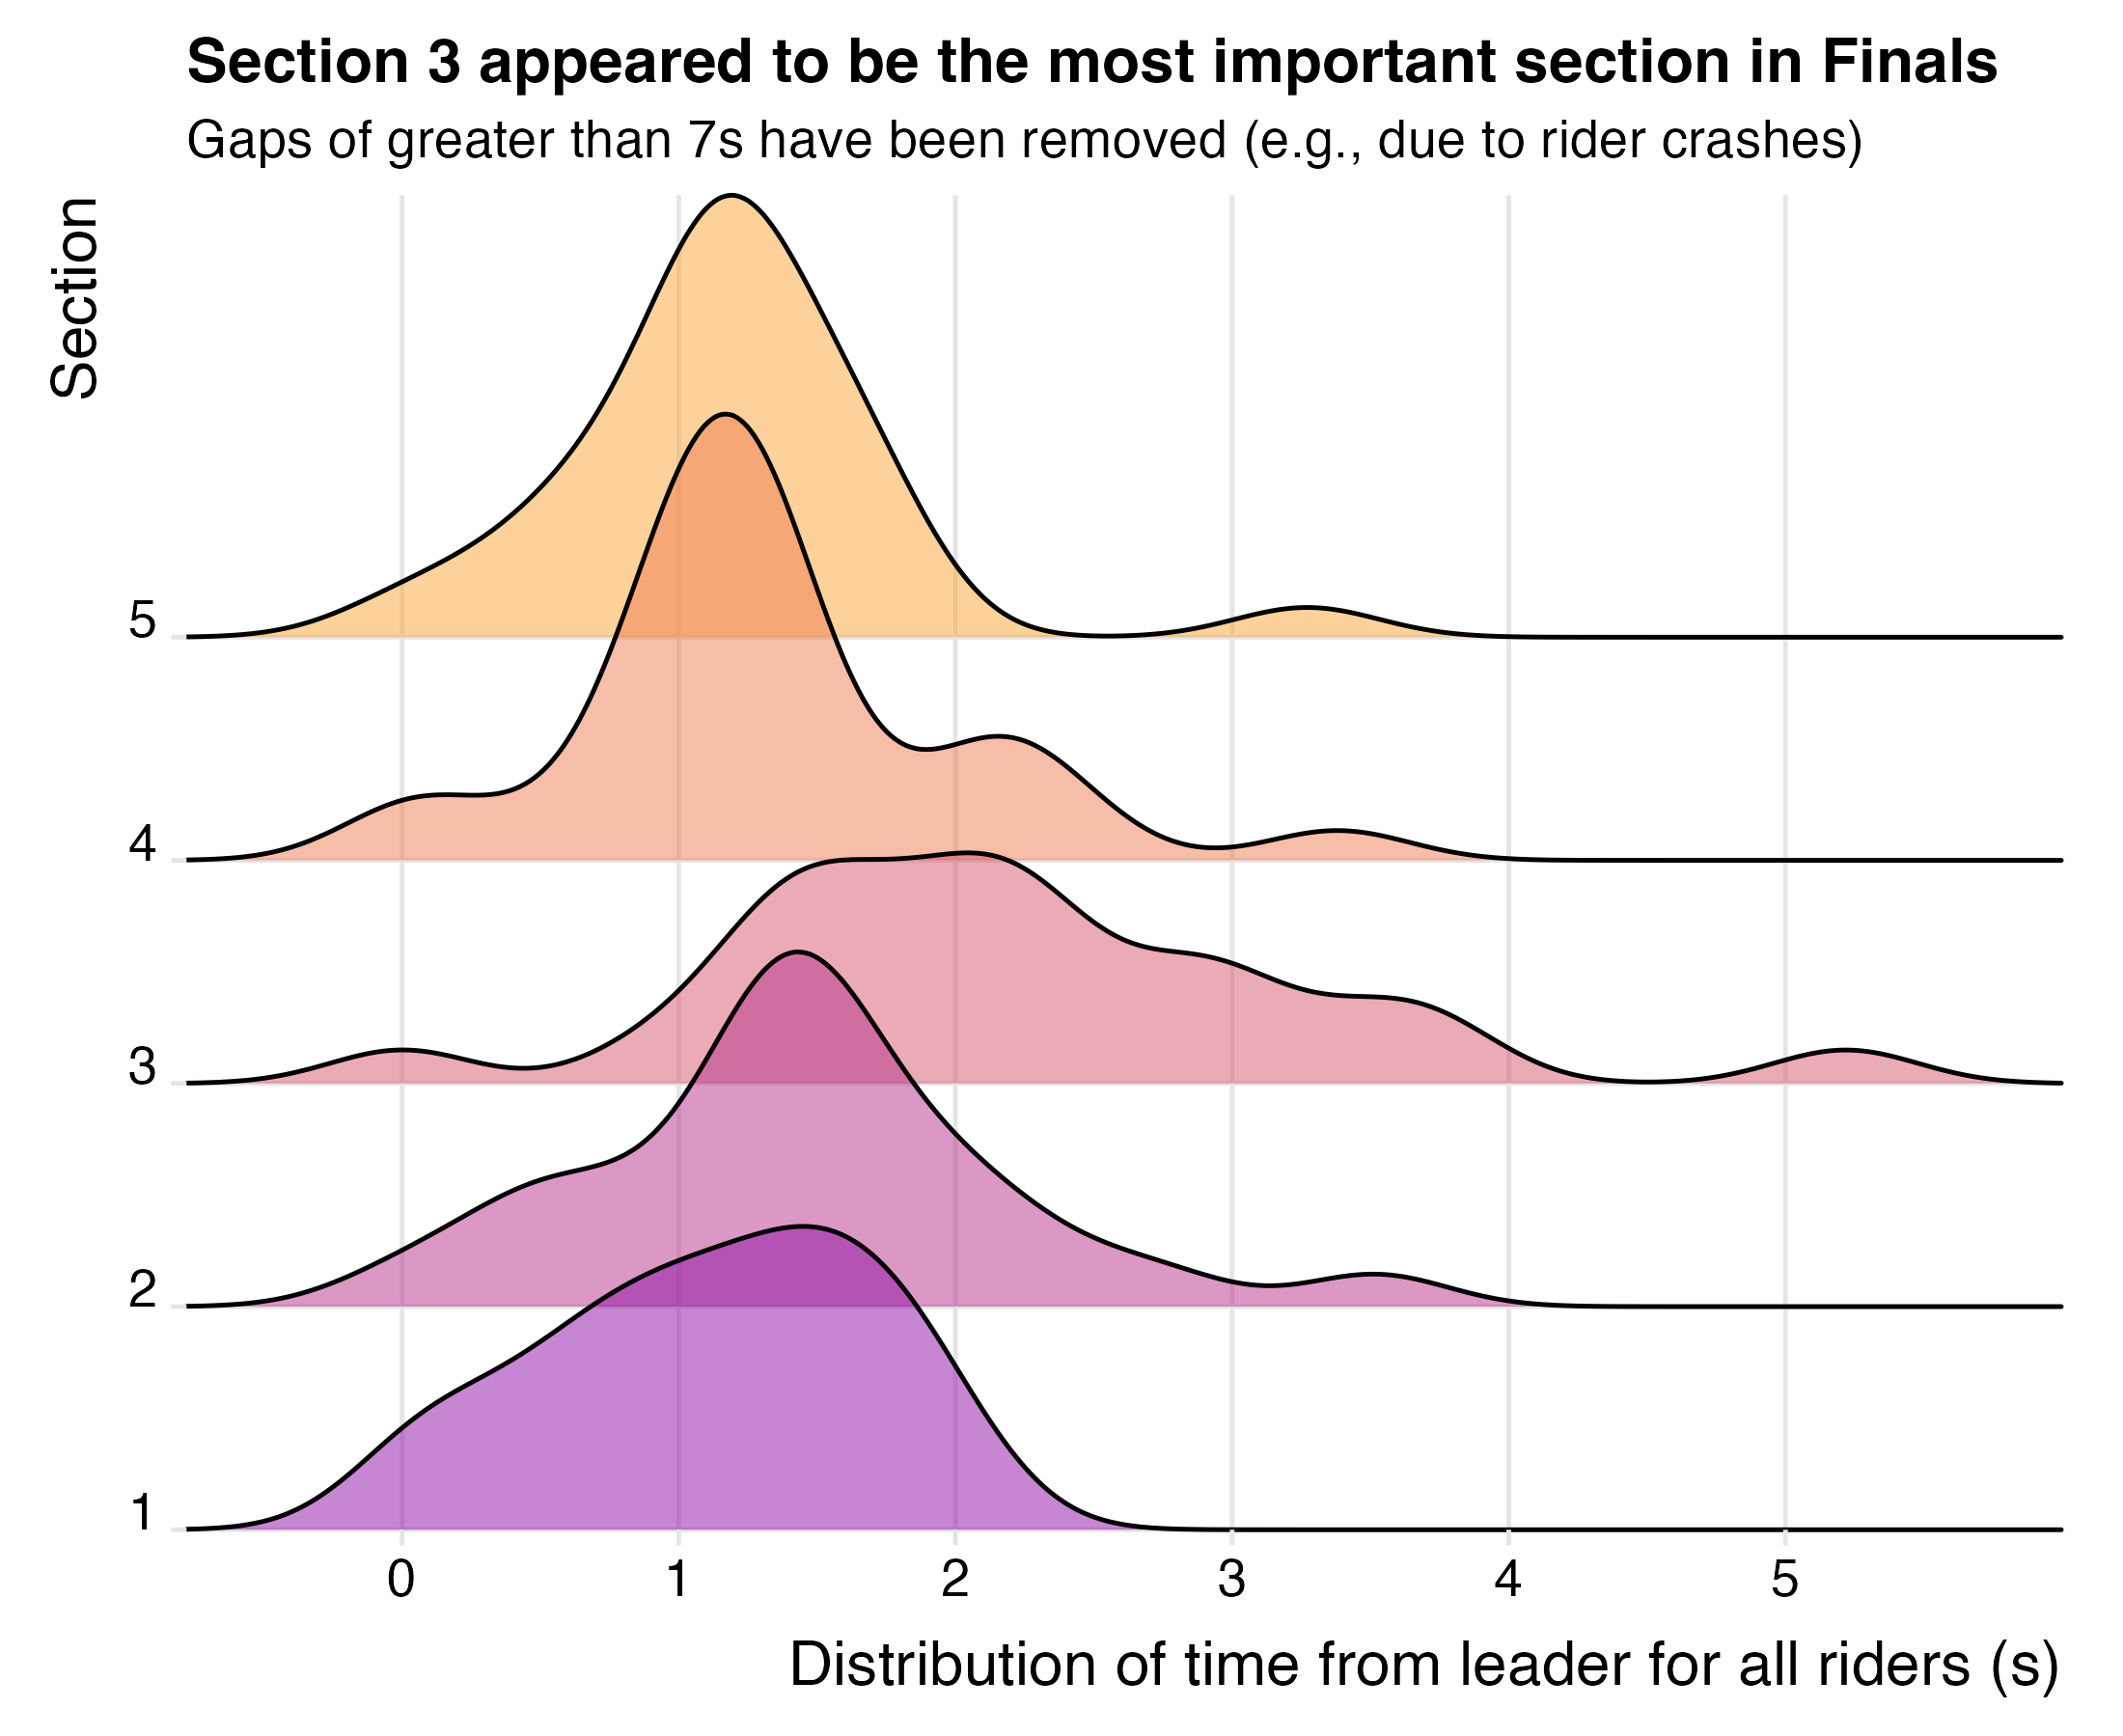 Section 3 appeared to be the most important section in Finals
Gaps of greater than 7s have been removed (e.g., due to rider crashes)
Section
5
4
3
2
1
0 1 2 3 4 5
Distribution of time from leader for all riders (s)